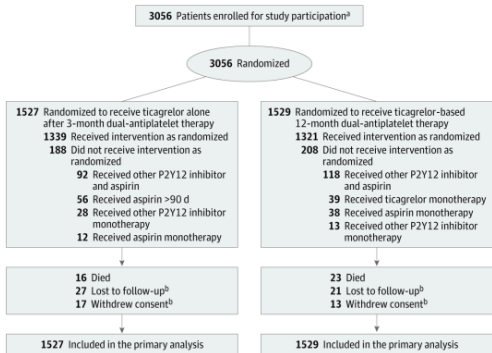 3056 Patients enrolled for study participationa
3056 Randomized
1527 Randomized to receive ticagrelor alone
after 3-month dual-antiplatelet therapy
1339 Received intervention as randomized
188 Did not receive intervention as
randomized
92 Received other P2Y12 inhibitor
and aspirin
56 Received aspirin >90 d
28 Received other P2Y12 inhibitor
monotherapy
12 Received aspirin monotherapy
1529 Randomized to receive ticagrelor-based
12-month dual-antiplatelet therapy
1321 Received intervention as randomized
208 Did not receive intervention as
randomized
118 Received other P2Y12 inhibitor
and aspirin
39 Received ticagrelor monotherapy
38 Received aspirin monotherapy
13 Received other P2Y12 inhibitor
monotherapy
16 Died
27 Lost to follow-upb
17 Withdrew consentb
23 Died
21 Lost to follow-upb
13 Withdrew consentb
1527 Included in the primary analysis
1529 Included in the primary analysis